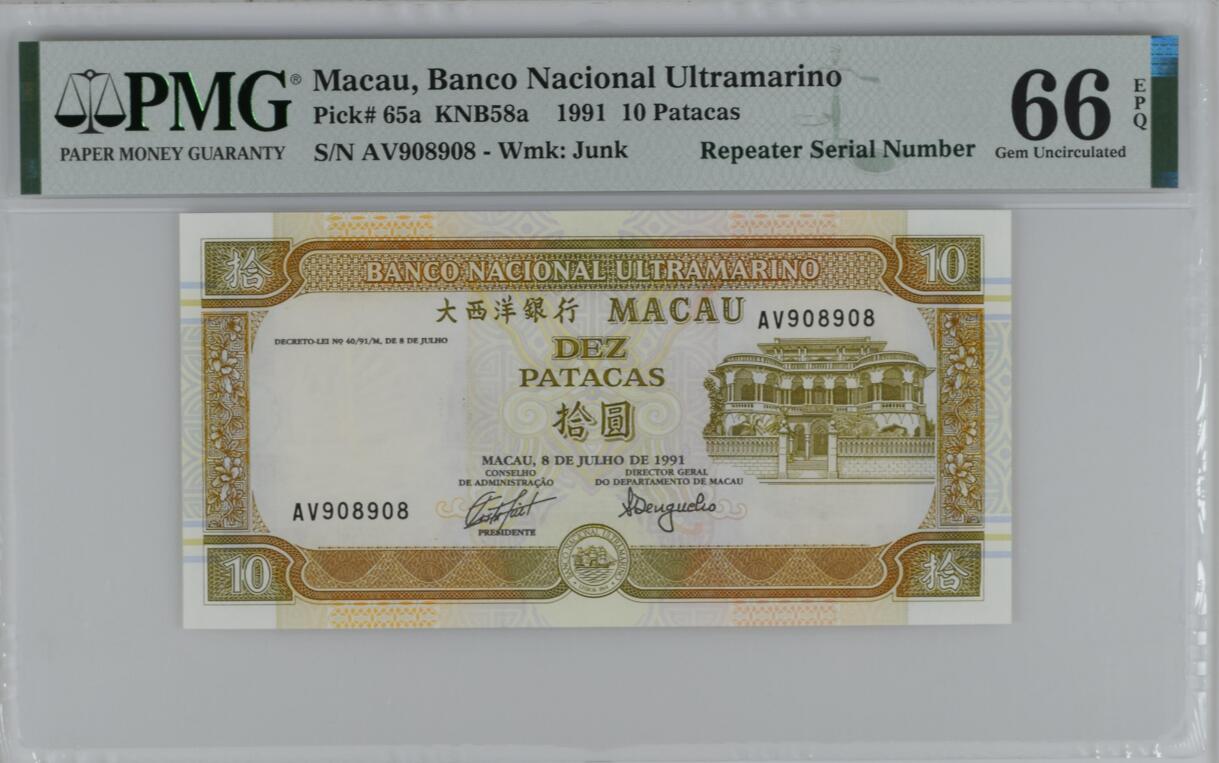 PMG®
PAPER MONEY GUARANTY
Macau, Banco Nacional Ultramarino
Pick# 65a KNB58a 1991 10 Patacas
S/N AV908908 - Wmk: Junk
Repeater Serial Number
66
EPQ
Gem Uncirculated
拾
BANCO NACIONAL ULTRAMARINO
10
大西洋銀行 MACAU
AV908908
DECRETO-LEI Nº 40/91/M, DE 8 DE JULHO
DEZ
PATACAS
拾圓
MACAU, 8 DE JULHO DE 1991
CONSELHO
DE ADMINISTRAÇÃO
DIRECTOR GERAL
DO DEPARTAMENTO DE MACAU
AV908908
PRESIDENTE
10
BANCO NACIONAL ULTRAMARINO
拾